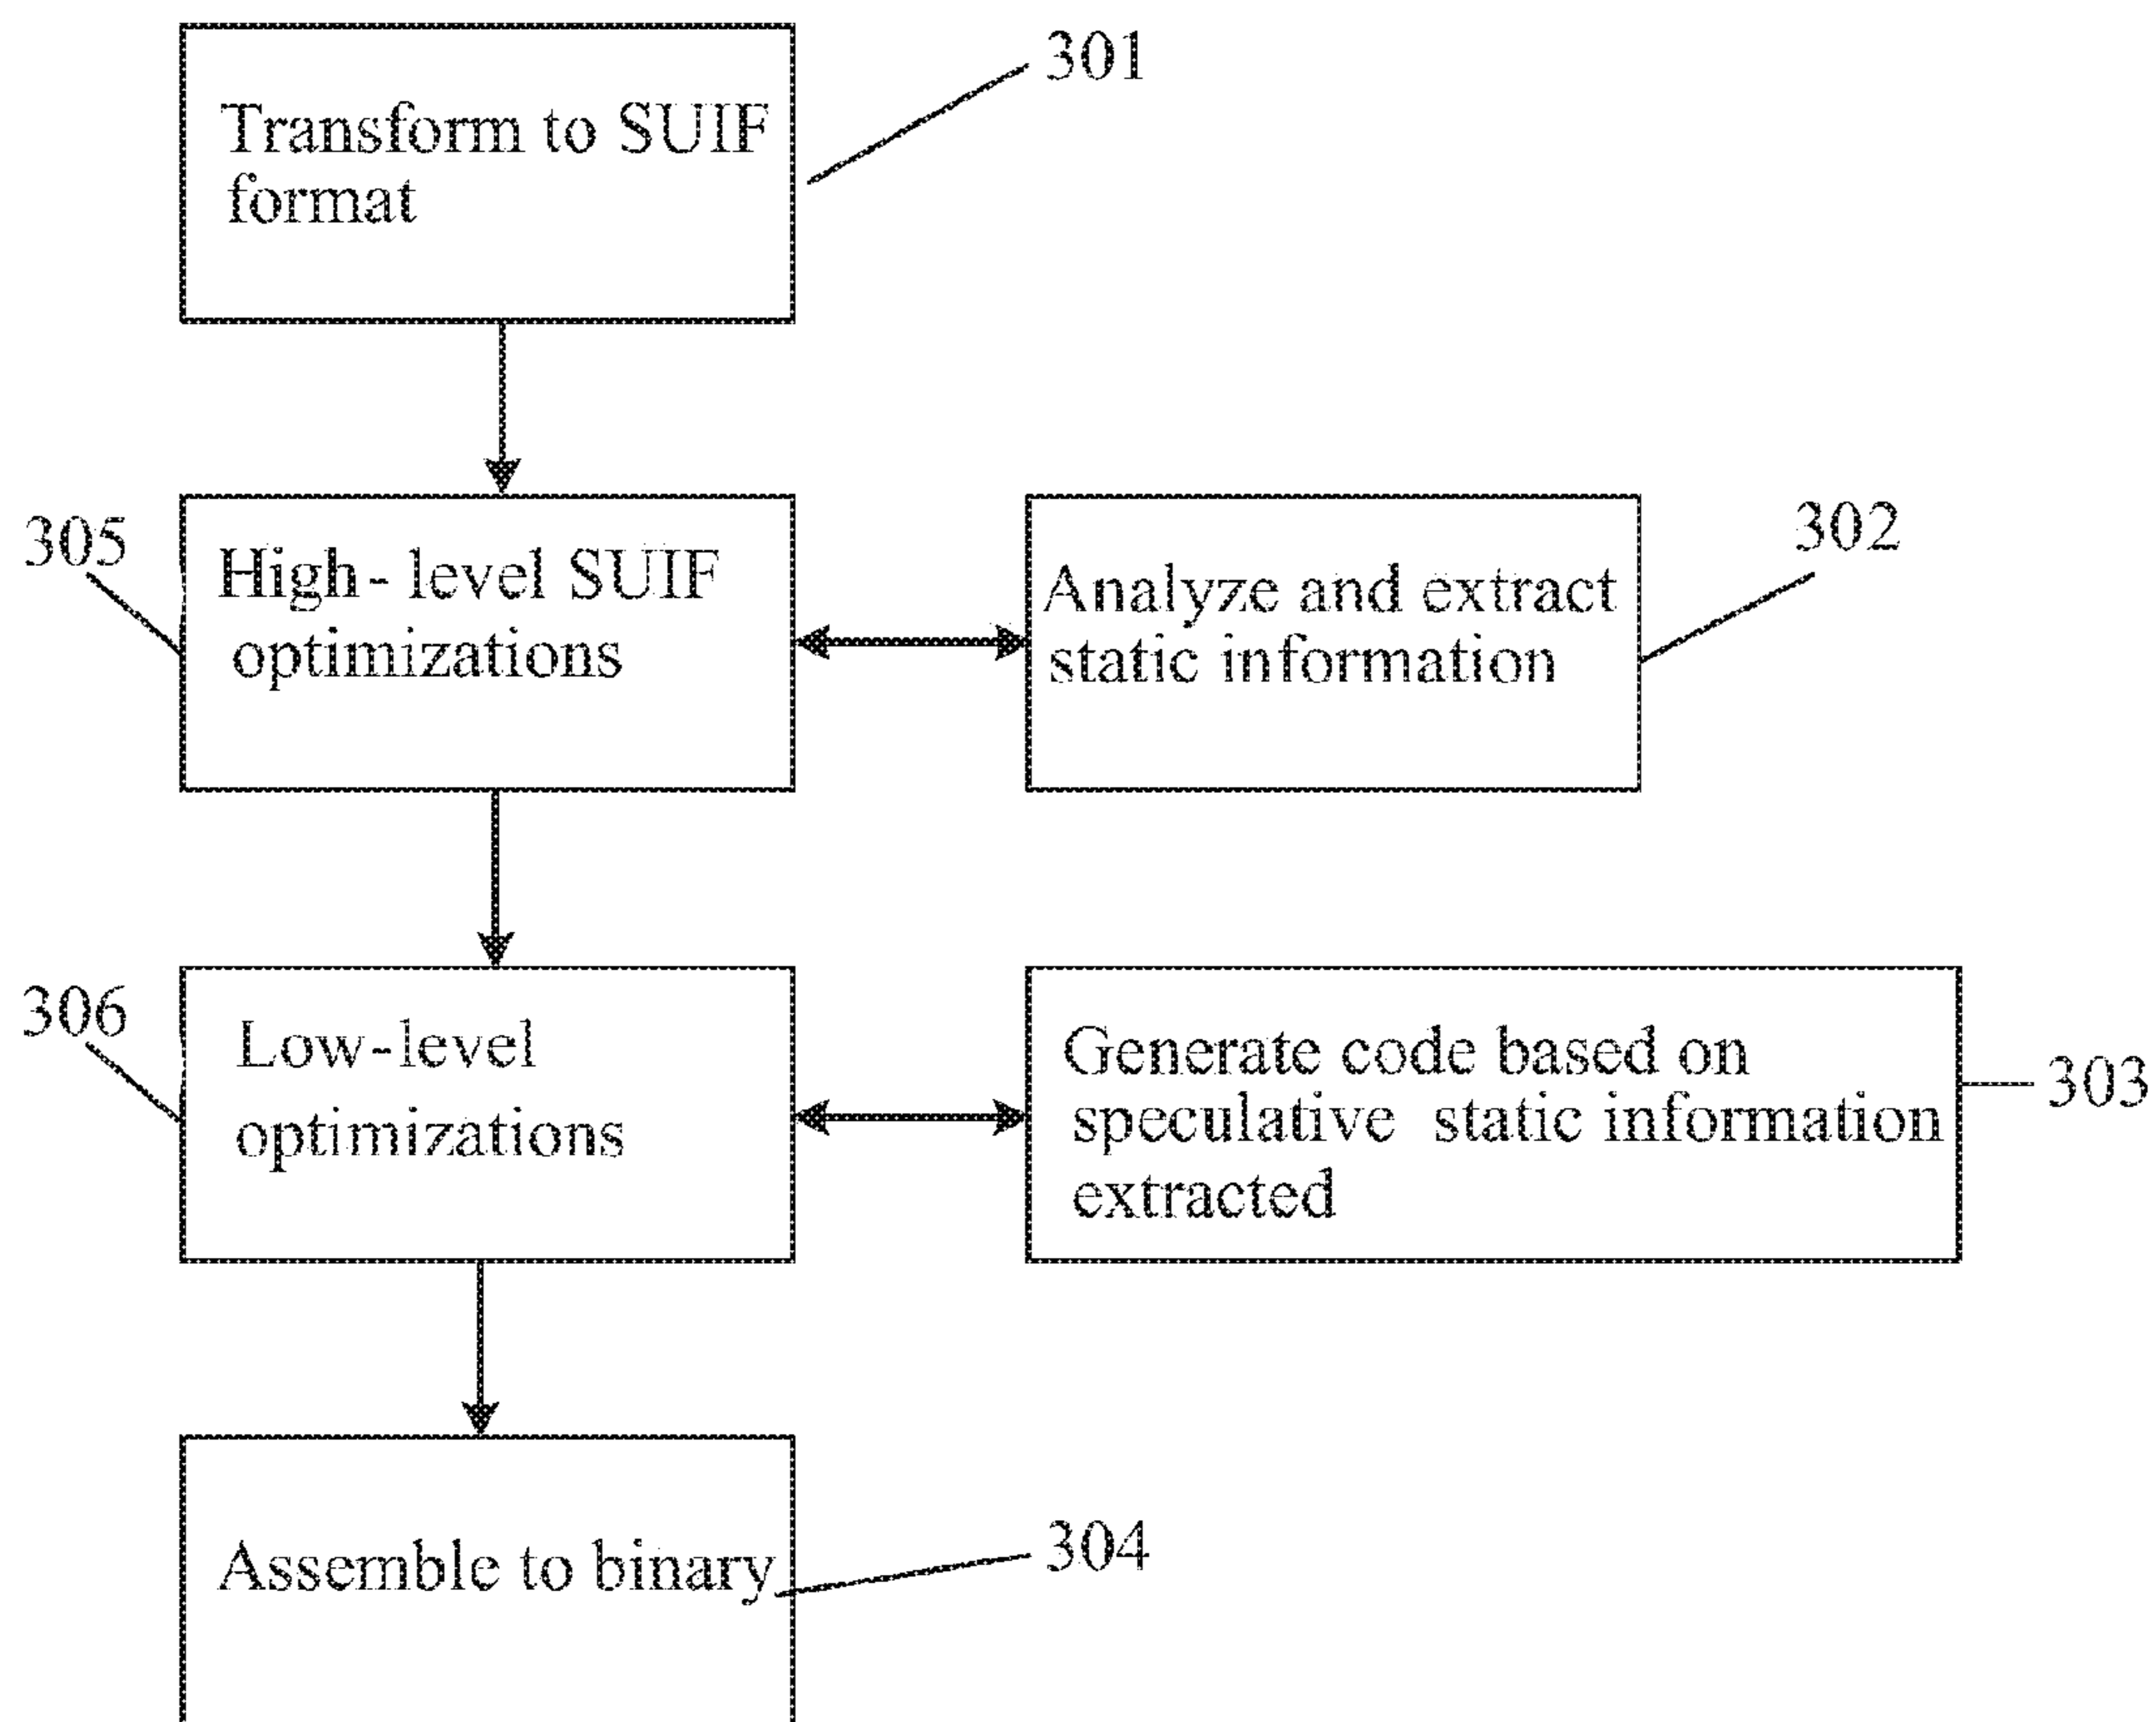 Transform to SUIF
format
301
305
High- level SUIF
optimizations
Analyze and extract
static information
302
306
Low-level
optimizations
Generate code based on
speculative static information
extracted
303
Assemble to binary
304